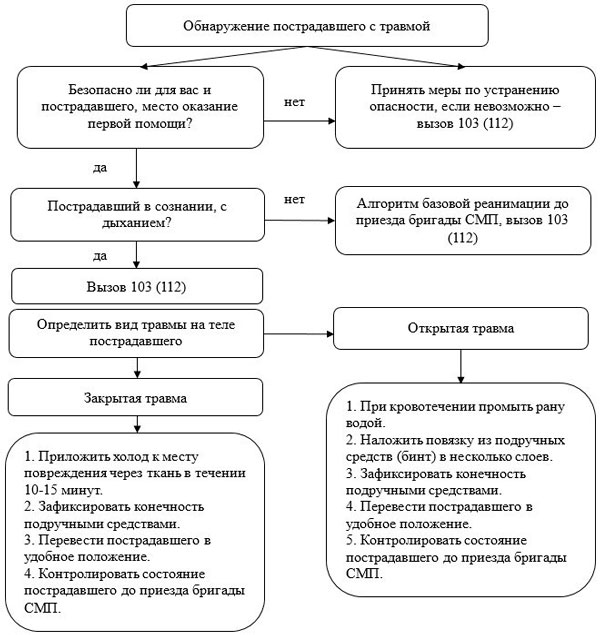 Обнаружение пострадавшего с травмой
Безопасно ли для вас и
пострадавшего, место оказание
первой помощи?
нет
Принять меры по устранению
опасности, если невозможно –
вызов 103 (112)
да
Пострадавший в сознании, с
дыханием?
нет
Алгоритм базовой реанимации до
приезда бригады СМП, вызов 103
(112)
да
Вызов 103 (112)
Определить вид травмы на теле
пострадавшего
Открытая травма
Закрытая травма
1. Приложить холод к месту
повреждения через ткань в течении
10-15 минут.
2. Зафиксировать конечность
подручными средствами.
3. Перевести пострадавшего в
удобное положение.
4. Контролировать состояние
пострадавшего до приезда бригады
СМП.
1. При кровотечении промыть рану
водой.
2. Наложить повязку из подручных
средств (бинт) в несколько слоев.
3. Зафиксировать конечность
подручными средствами.
4. Перевести пострадавшего в
удобное положение.
5. Контролировать состояние
пострадавшего до приезда бригады
СМП.